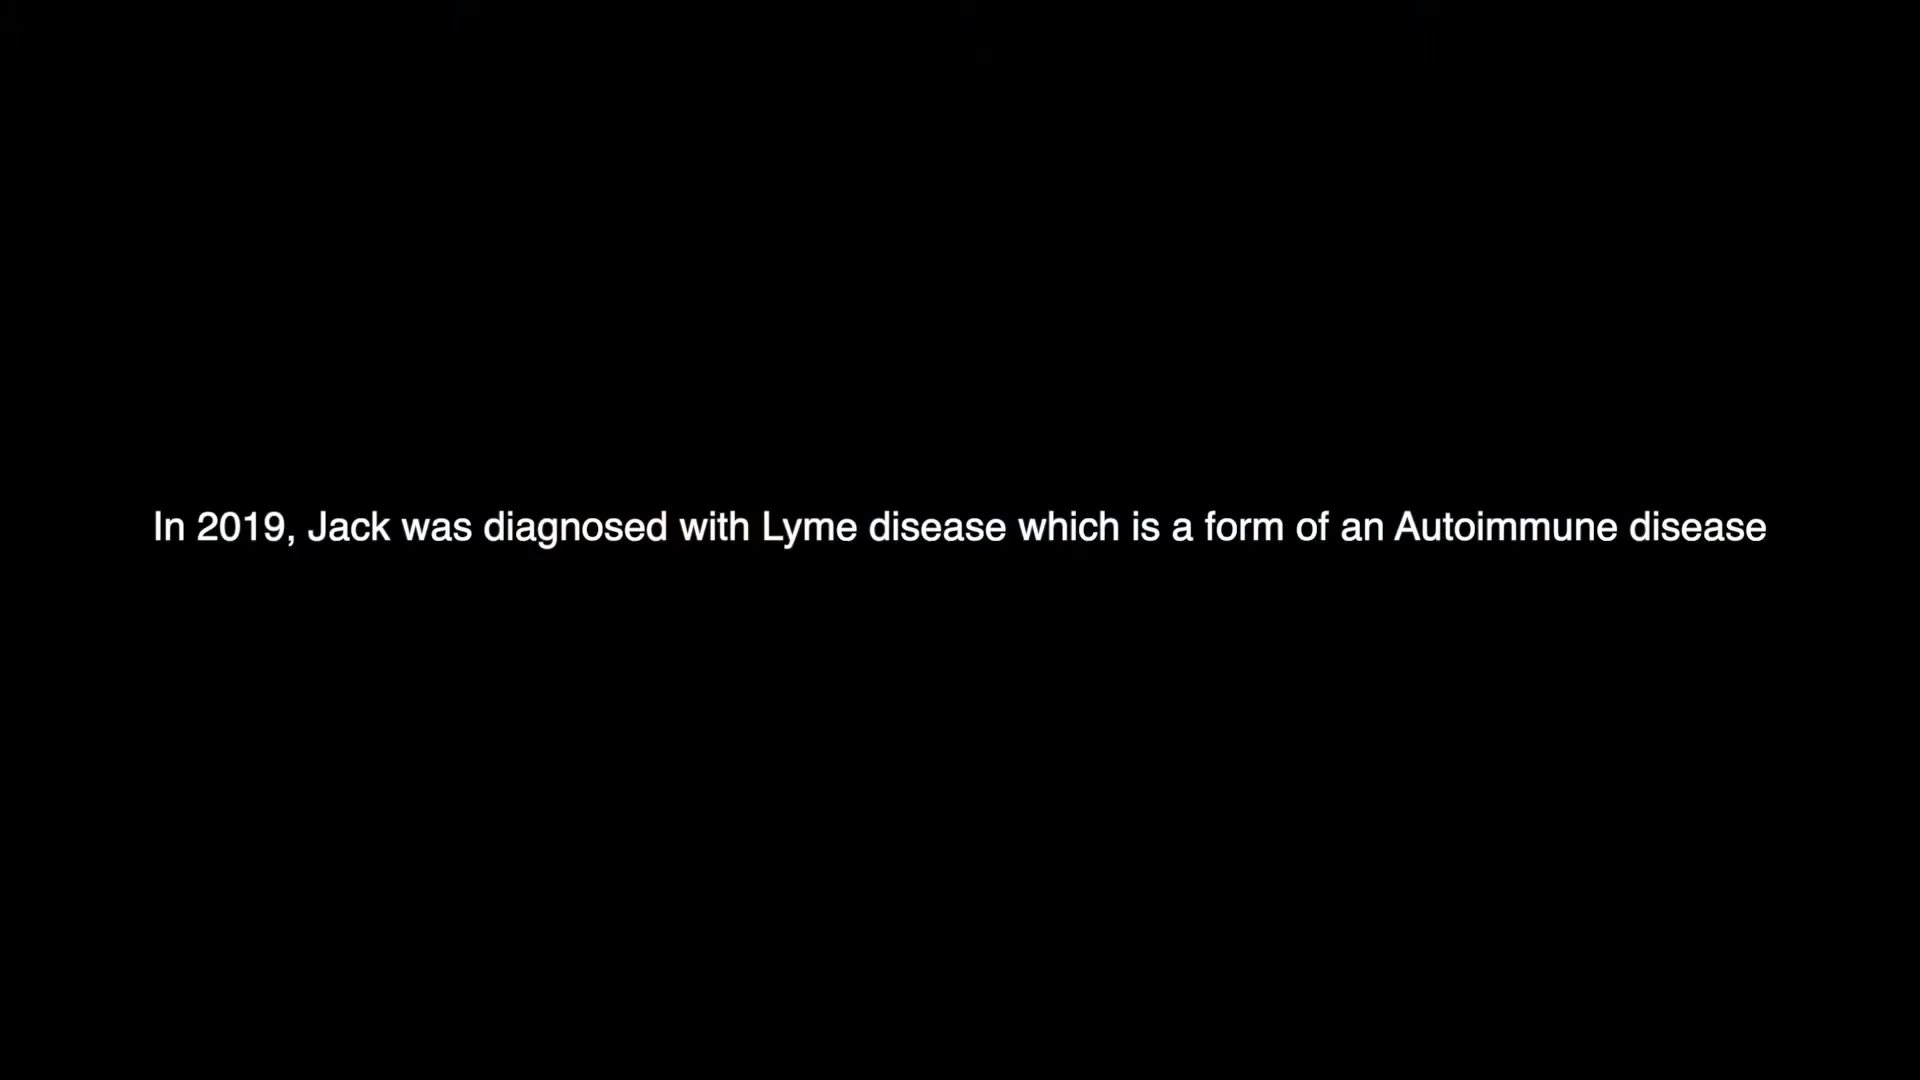 In 2019, Jack was diagnosed with Lyme disease which is a form of an Autoimmune disease